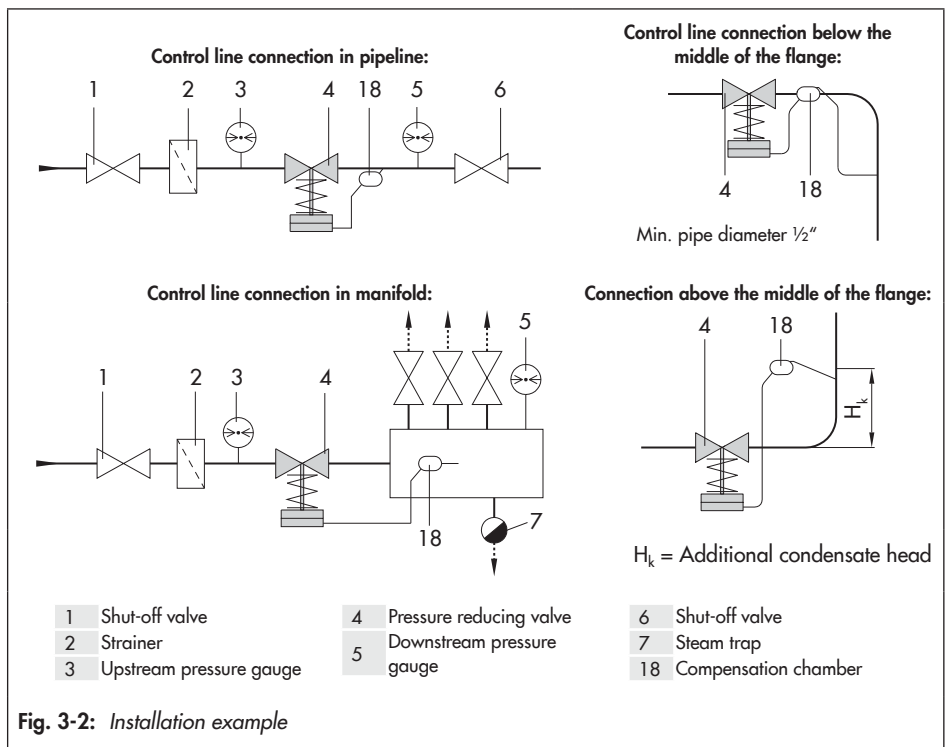 Control line connection in pipeline:
1 2 3 4 18 5 6
Control line connection below the
middle of the flange:
4 18
Min. pipe diameter ½“
Control line connection in manifold:
1 2 3 4 5
18 7
Connection above the middle of the flange:
4 18
Hk
Hk = Additional condensate head
1 Shut-off valve
2 Strainer
3 Upstream pressure gauge
4 Pressure reducing valve
5 Downstream pressure
gauge
6 Shut-off valve
7 Steam trap
18 Compensation chamber
Fig. 3-2: Installation example